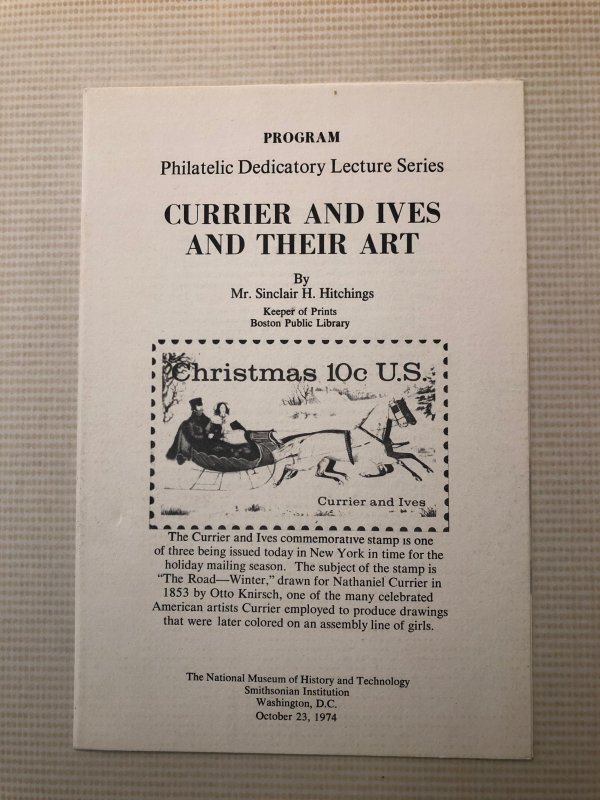 PROGRAM
Philatelic Dedicatory Lecture Series
CURRIER AND IVES
AND THEIR ART
By
Mr. Sinclair H. Hitchings
Keeper of Prints
Boston Public Library
Christmas 10c U.S.
Currier and Ives
The Currier and Ives commemorative stamp is one
of three being issued today in New York in time for the
holiday mailing season. The subject of the stamp is
“The Road—Winter,” drawn for Nathaniel Currier in
1853 by Otto Knirsch, one of the many celebrated
American artists Currier employed to produce drawings
that were later colored on an assembly line of girls.
The National Museum of History and Technology
Smithsonian Institution
Washington, D.C.
October 23, 1974